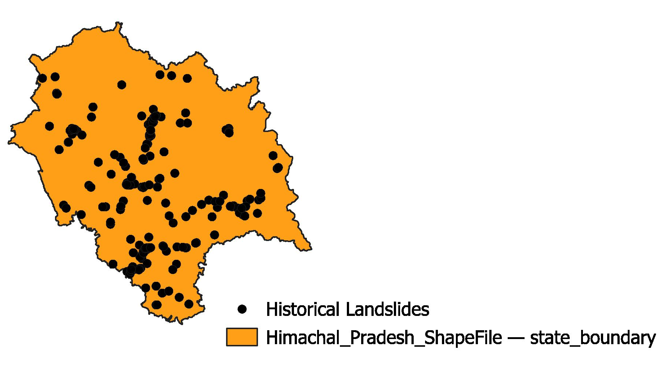 Historical Landslides
Himachal_Pradesh_ShapeFile — state_boundary